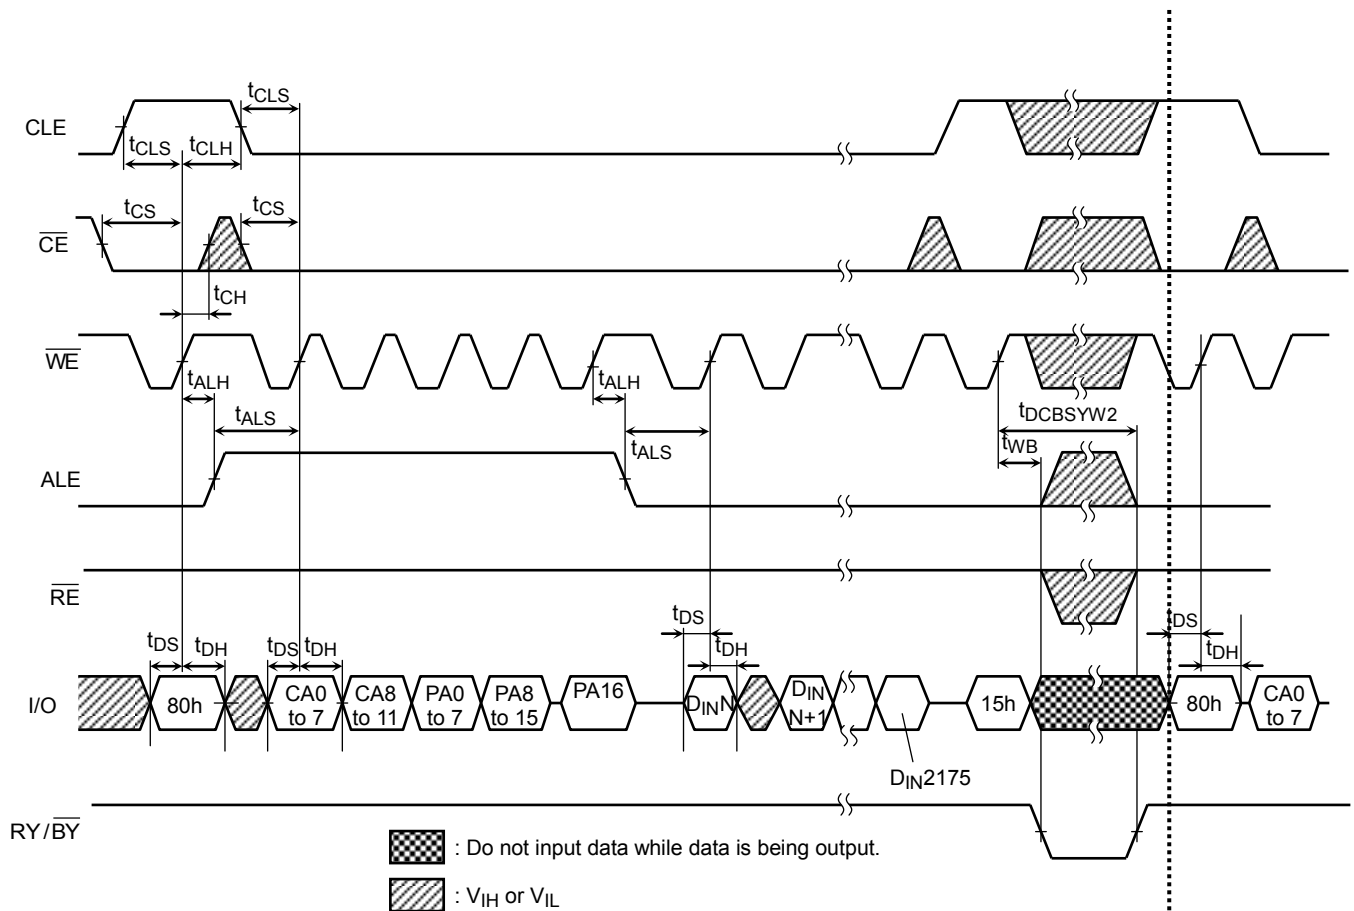 tCLS
CLE
tCLS
tCLH
tCS
tCS
CE
tCH
WE
tALH
tALH
tALS
tDCBSYW2
tALS
tWB
ALE
RE
tDS
tDH
tDS
tDH
tDS
tDH
DS
tDH
I/O
80h
CA0
to 7
CA8
to 11
PA0
to 7
PA8
to 15
PA16
DINN
DIN
N+1
15h
80h
CA0
to 7
DIN2175
RY/BY
: Do not input data while data is being output.
: VIH or VIL